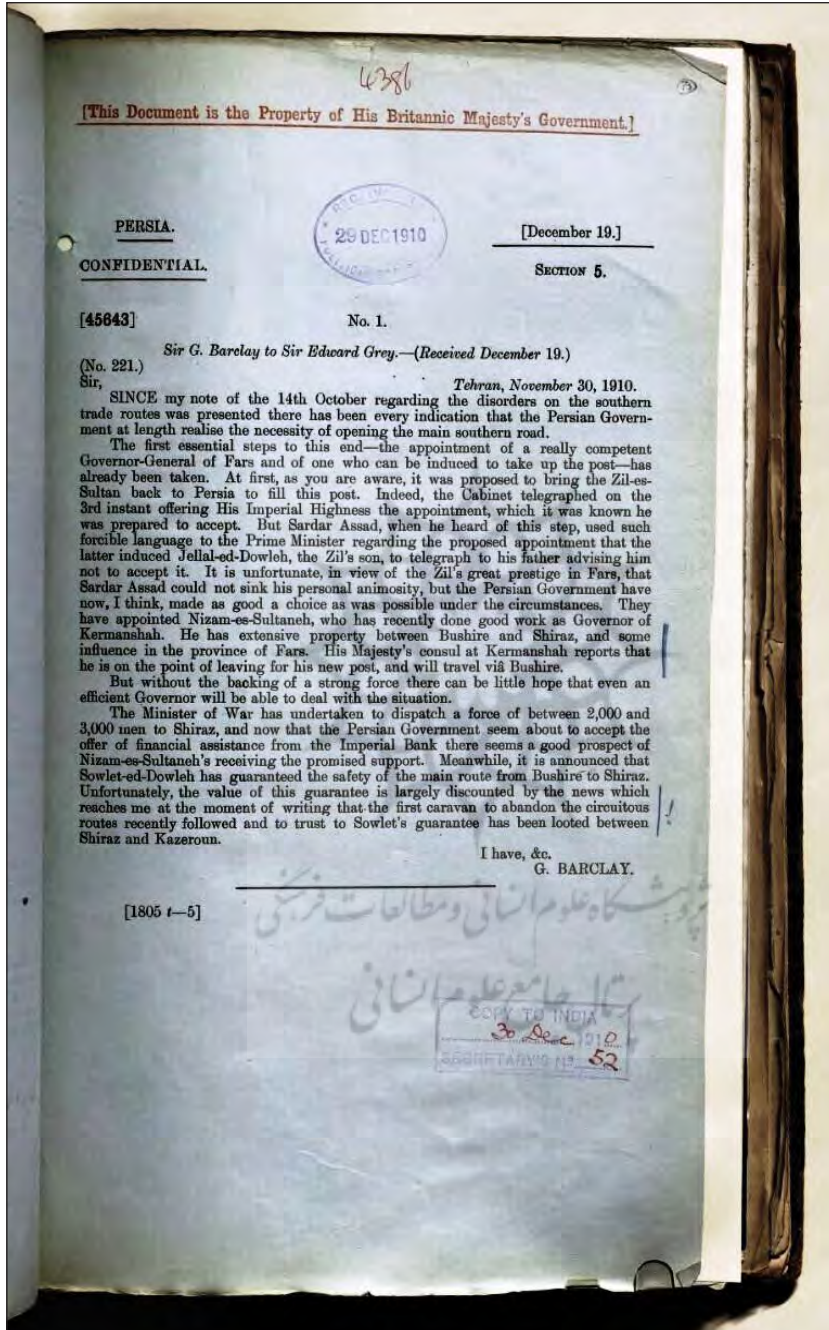 4386
[This Document is the Property of His Britannic Majesty's Government.]
PERSIA.
29 DEC 1910
[December 19.]
CONFIDENTIAL.
SECTION 5.
[45643]
No. 1.
Sir G. Barclay to Sir Edward Grey.—(Received December 19.)
(No. 221.)
Sir,
Tehran, November 30, 1910.
SINCE my note of the 14th October regarding the disorders on the southern
trade routes was presented there has been every indication that the Persian Govern-
ment at length realise the necessity of opening the main southern road.
The first essential steps to this end—the appointment of a really competent
Governor-General of Fars and of one who can be induced to take up the post—has
already been taken. At first, as you are aware, it was proposed to bring the Zil-es-
Sultan back to Persia to fill this post. Indeed, the Cabinet telegraphed on the
3rd instant offering His Imperial Highness the appointment, which it was known he
was prepared to accept. But Sardar Assad, when he heard of this step, used such
forcible language to the Prime Minister regarding the proposed appointment that the
latter induced Jellal-ed-Dowleh, the Zil's son, to telegraph to his father advising him
not to accept it. It is unfortunate, in view of the Zil's great prestige in Fars, that
Sardar Assad could not sink his personal animosity, but the Persian Government have
now, I think, made as good a choice as was possible under the circumstances. They
have appointed Nizam-es-Sultaneh, who has recently done good work as Governor of
Kermanshah. He has extensive property between Bushire and Shiraz, and some
influence in the province of Fars. His Majesty's consul at Kermanshah reports that
he is on the point of leaving for his new post, and will travel viâ Bushire.
But without the backing of a strong force there can be little hope that even an
efficient Governor will be able to deal with the situation.
The Minister of War has undertaken to dispatch a force of between 2,000 and
3,000 men to Shiraz, and now that the Persian Government seem about to accept the
offer of financial assistance from the Imperial Bank there seems a good prospect of
Nizam-es-Sultaneh's receiving the promised support. Meanwhile, it is announced that
Sowlet-ed-Dowleh has guaranteed the safety of the main route from Bushire to Shiraz.
Unfortunately, the value of this guarantee is largely discounted by the news which
reaches me at the moment of writing that the first caravan to abandon the circuitous
routes recently followed and to trust to Sowlet's guarantee has been looted between
Shiraz and Kazeroun.
!
I have, &c.
G. BARCLAY.
[1805 t—5]
پژوهشگاه علوم انسانی و مطالعات فرهنگی
پرتال جامع علوم انسانی
COPY TO INDIA
30 Dec 1910
SECRETARY'S No 52